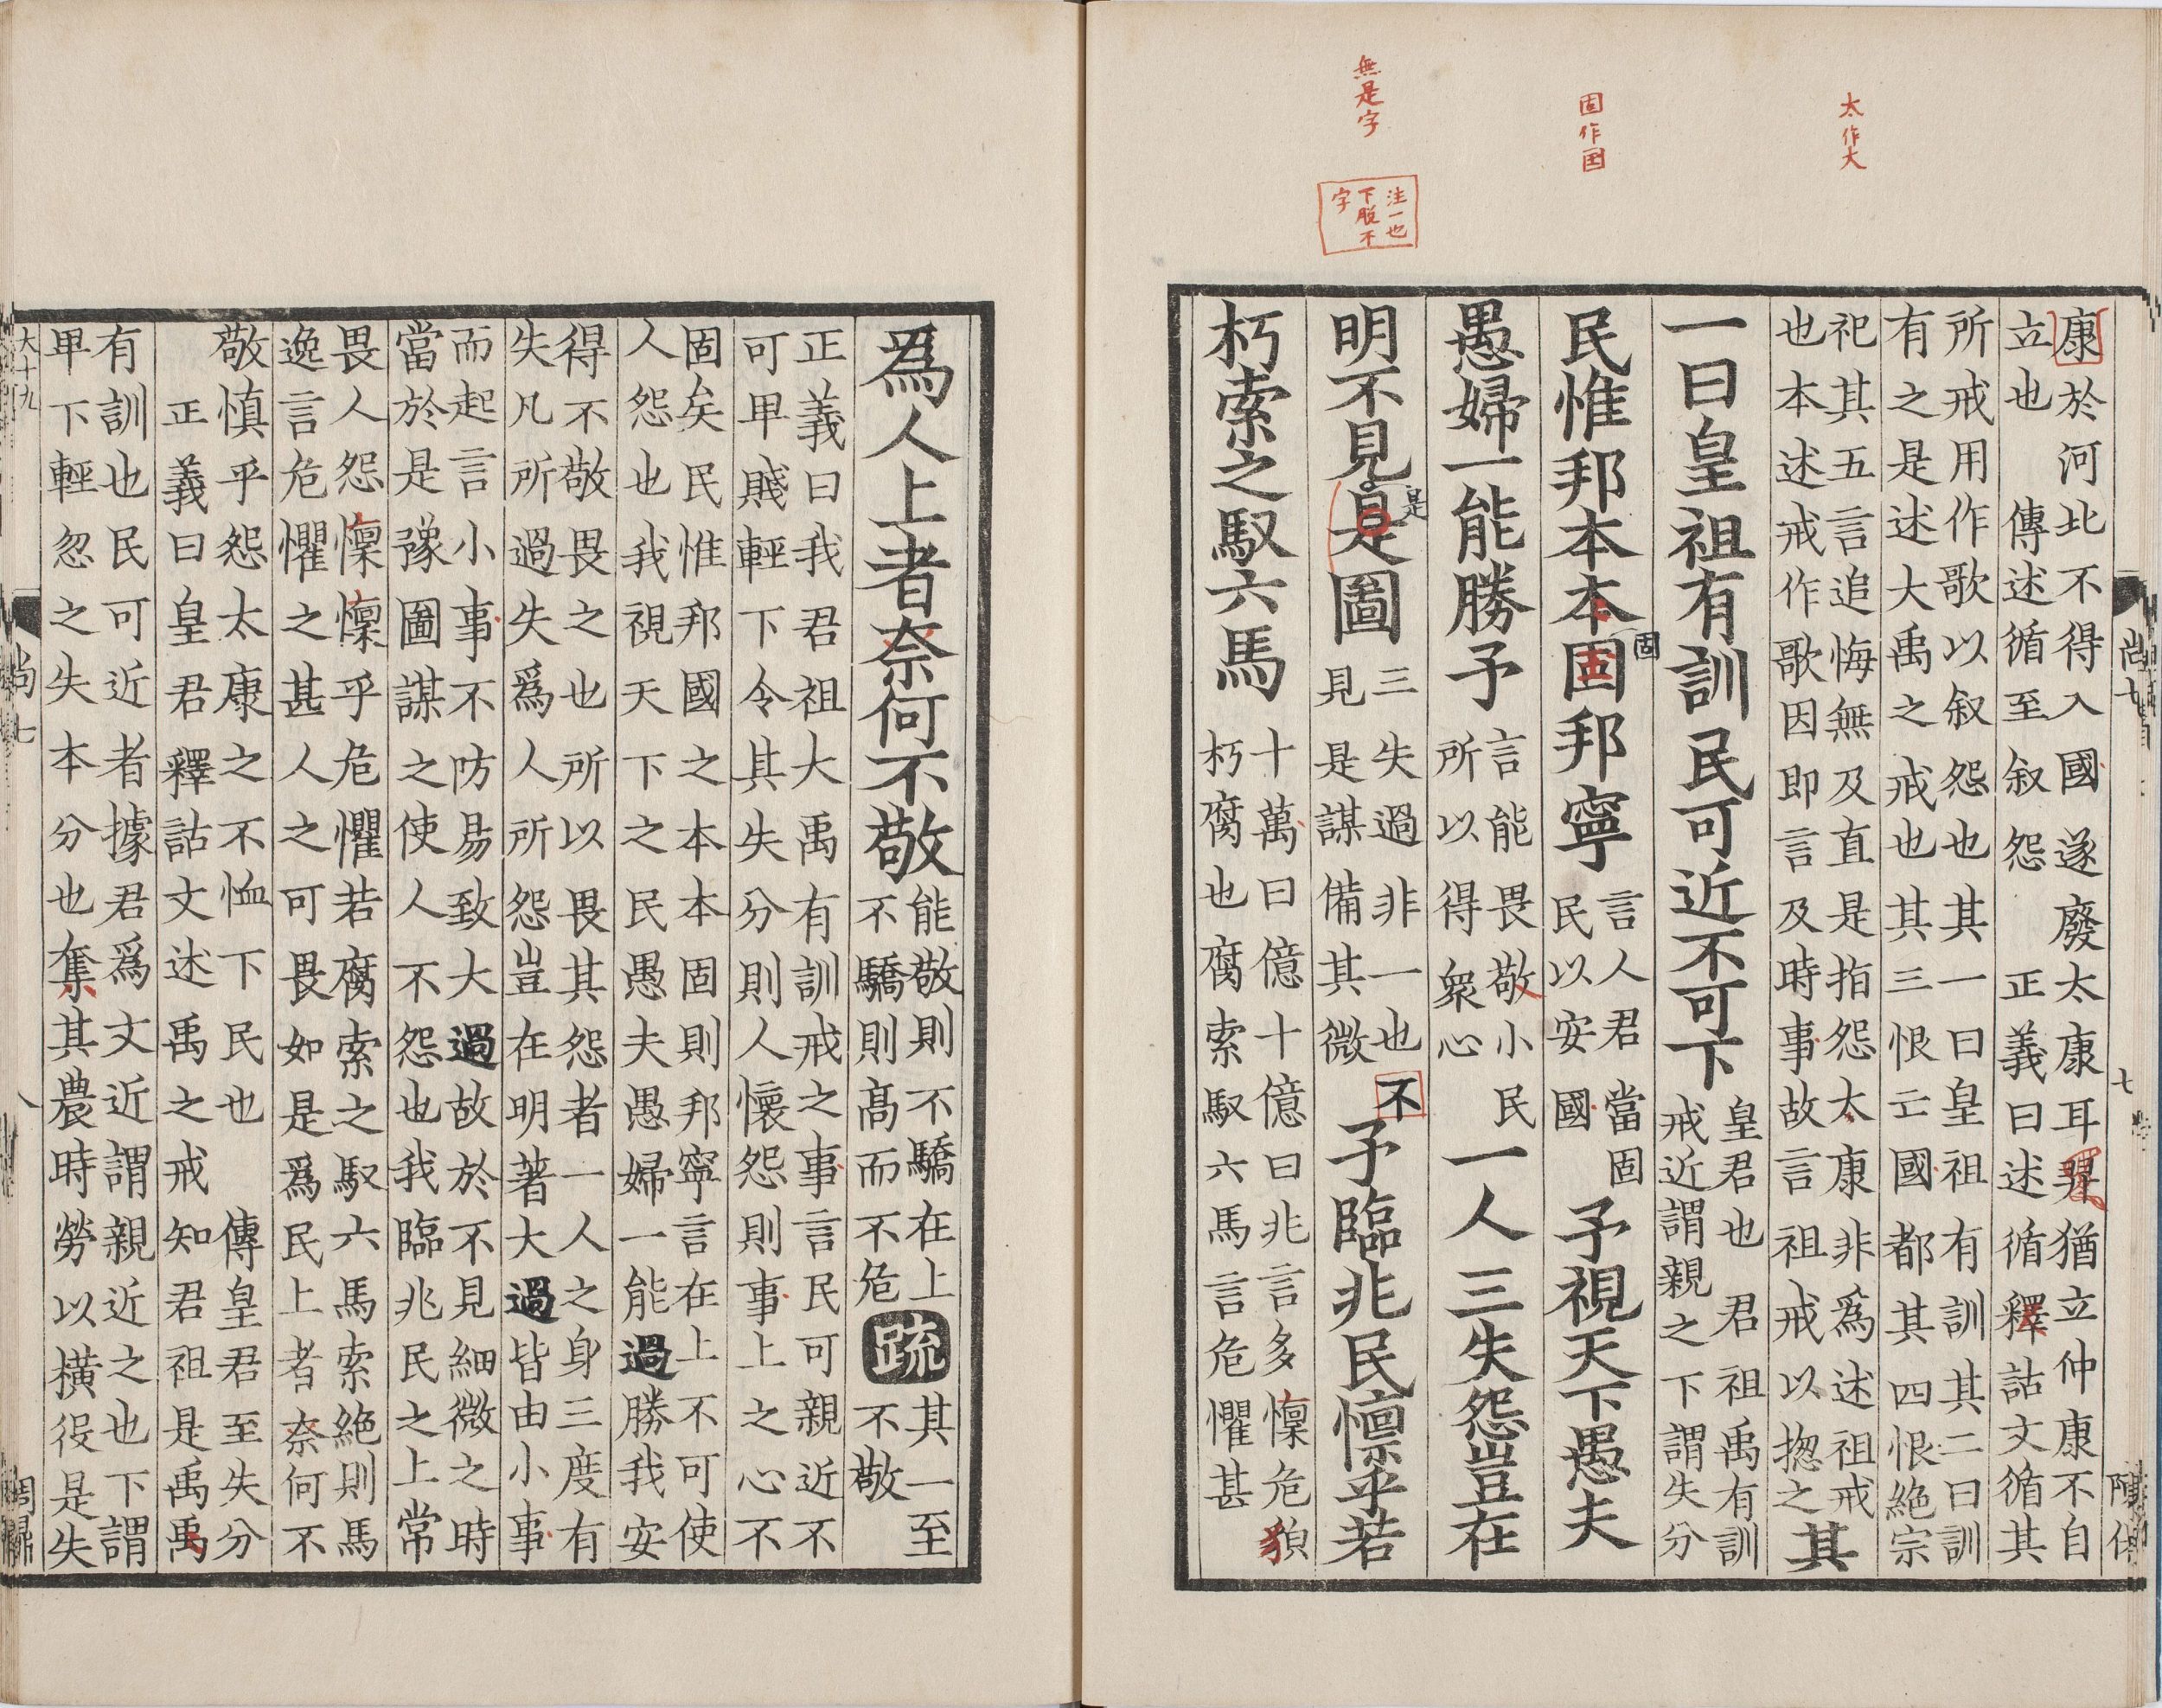 太作大
固作囯
無是字
注一也
下脫不
字
尚七
七
康於河北不得入國遂廢太康耳羿猶立仲康不自
立也 傳述循至叙怨 正義曰述循釋詁文循其
所戒用作歌以叙怨也其一曰皇祖有訓其二曰訓
有之是述大禹之戒也其三恨亡國都其四恨絶宗
祀其五言追悔無及直是指怨太康非爲述祖戒
也本述戒作歌因即言及時事故言祖戒以揔之其
一曰皇祖有訓民可近不可下
皇君也君祖禹有訓
戒近謂親之下謂失分
民惟邦本本固邦寧
固
言人君當固
民以安國
予視天下愚夫
愚婦一能勝予
言能畏敬小民
所以得衆心
一人三失怨豈在
明不見是圖
是
三失過非一也不
見是謀備其微
予臨兆民懍乎若
朽索之馭六馬
十萬曰億十億曰兆言多懍危貌
朽腐也腐索馭六馬言危懼甚
爲人上者奈何不敬
能敬則不驕在上
不驕則高而不危
疏
其一至
不敬
正義曰我君祖大禹有訓戒之事言民可親近不
可卑賤輕下令其失分則人懷怨則事上之心不
固矣民惟邦國之本本固則邦寧言在上不可使
人怨也我視天下之民愚夫愚婦一能過勝我安
得不敬畏之也所以畏其怨者一人之身三度有
失凡所過失爲人所怨豈在明著大過皆由小事
而起言小事不防易致大過故於不見細微之時
當於是豫圖謀之使人不怨也我臨兆民之上常
畏人怨懍懍乎危懼若腐索之馭六馬索絶則馬
逸言危懼之甚人之可畏如是爲民上者奈何不
敬慎乎怨太康之不恤下民也 傳皇君至失分
正義曰皇君釋詁文述禹之戒知君祖是禹禹
有訓也民可近者據君爲文近謂親近之也下謂
卑下輕忽之失本分也奪其農時勞以橫役是失
大十九
尚七
八